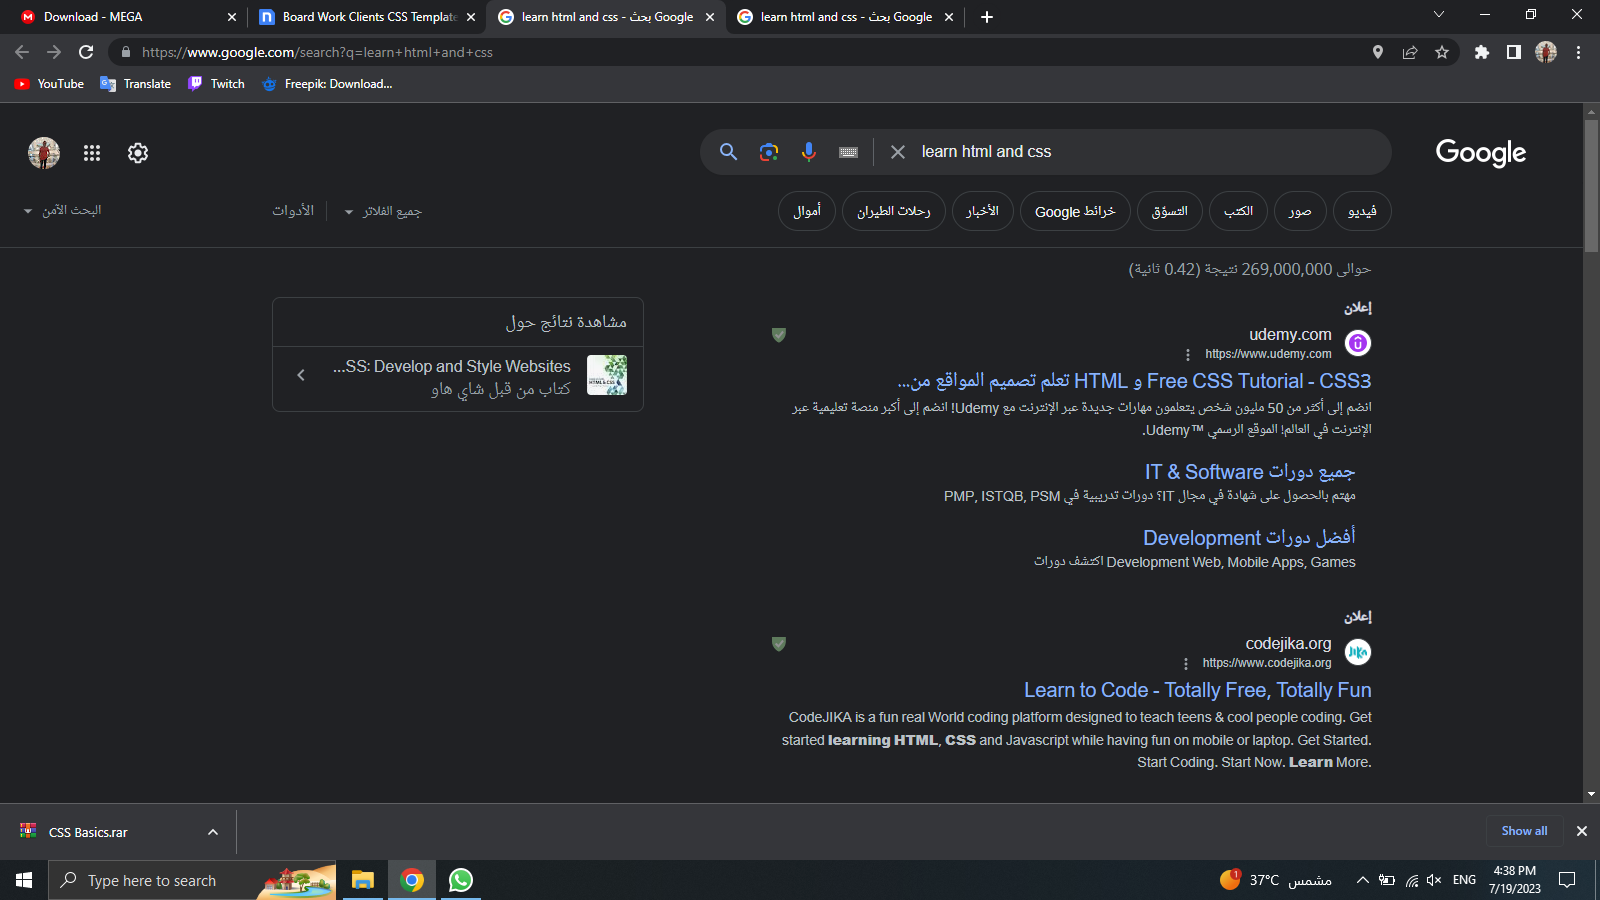 Download - MEGA
Board Work Clients CSS Template
learn html and css - بحث Google
learn html and css - بحث Google
https://www.google.com/search?q=learn+html+and+css
YouTube
Translate
Twitch
Freepik: Download...
learn html and css
Google
فيديو
صور
الكتب
التسوّق
خرائط Google
الأخبار
رحلات الطيران
أموال
جميع الفلاتر
الأدوات
البحث الآمن
حوالى 269,000,000 نتيجة (0.42 ثانية)
إعلان
udemy.com
https://www.udemy.com
Free CSS Tutorial - CSS3 و HTML تعلم تصميم المواقع من...
انضم إلى أكثر من 50 مليون شخص يتعلمون مهارات جديدة عبر الإنترنت مع Udemy! انضم إلى أكبر منصة تعليمية عبر
الإنترنت في العالم! الموقع الرسمي Udemy™.
جميع دورات IT & Software
مهتم بالحصول على شهادة في مجال IT؟ دورات تدريبية في PMP, ISTQB, PSM
أفضل دورات Development
Development Web, Mobile Apps, Games اكتشف دورات
إعلان
codejika.org
https://www.codejika.org
JIKA
Learn to Code - Totally Free, Totally Fun
CodeJIKA is a fun real World coding platform designed to teach teens & cool people coding. Get
started learning HTML, CSS and Javascript while having fun on mobile or laptop. Get Started.
Start Coding. Start Now. Learn More.
مشاهدة نتائج حول
...SS: Develop and Style Websites
كتاب من قبل شاي هاو
HTML & CSS
CSS Basics.rar
Show all
Type here to search
1
37°C مشمس
ENG
4:38 PM
7/19/2023